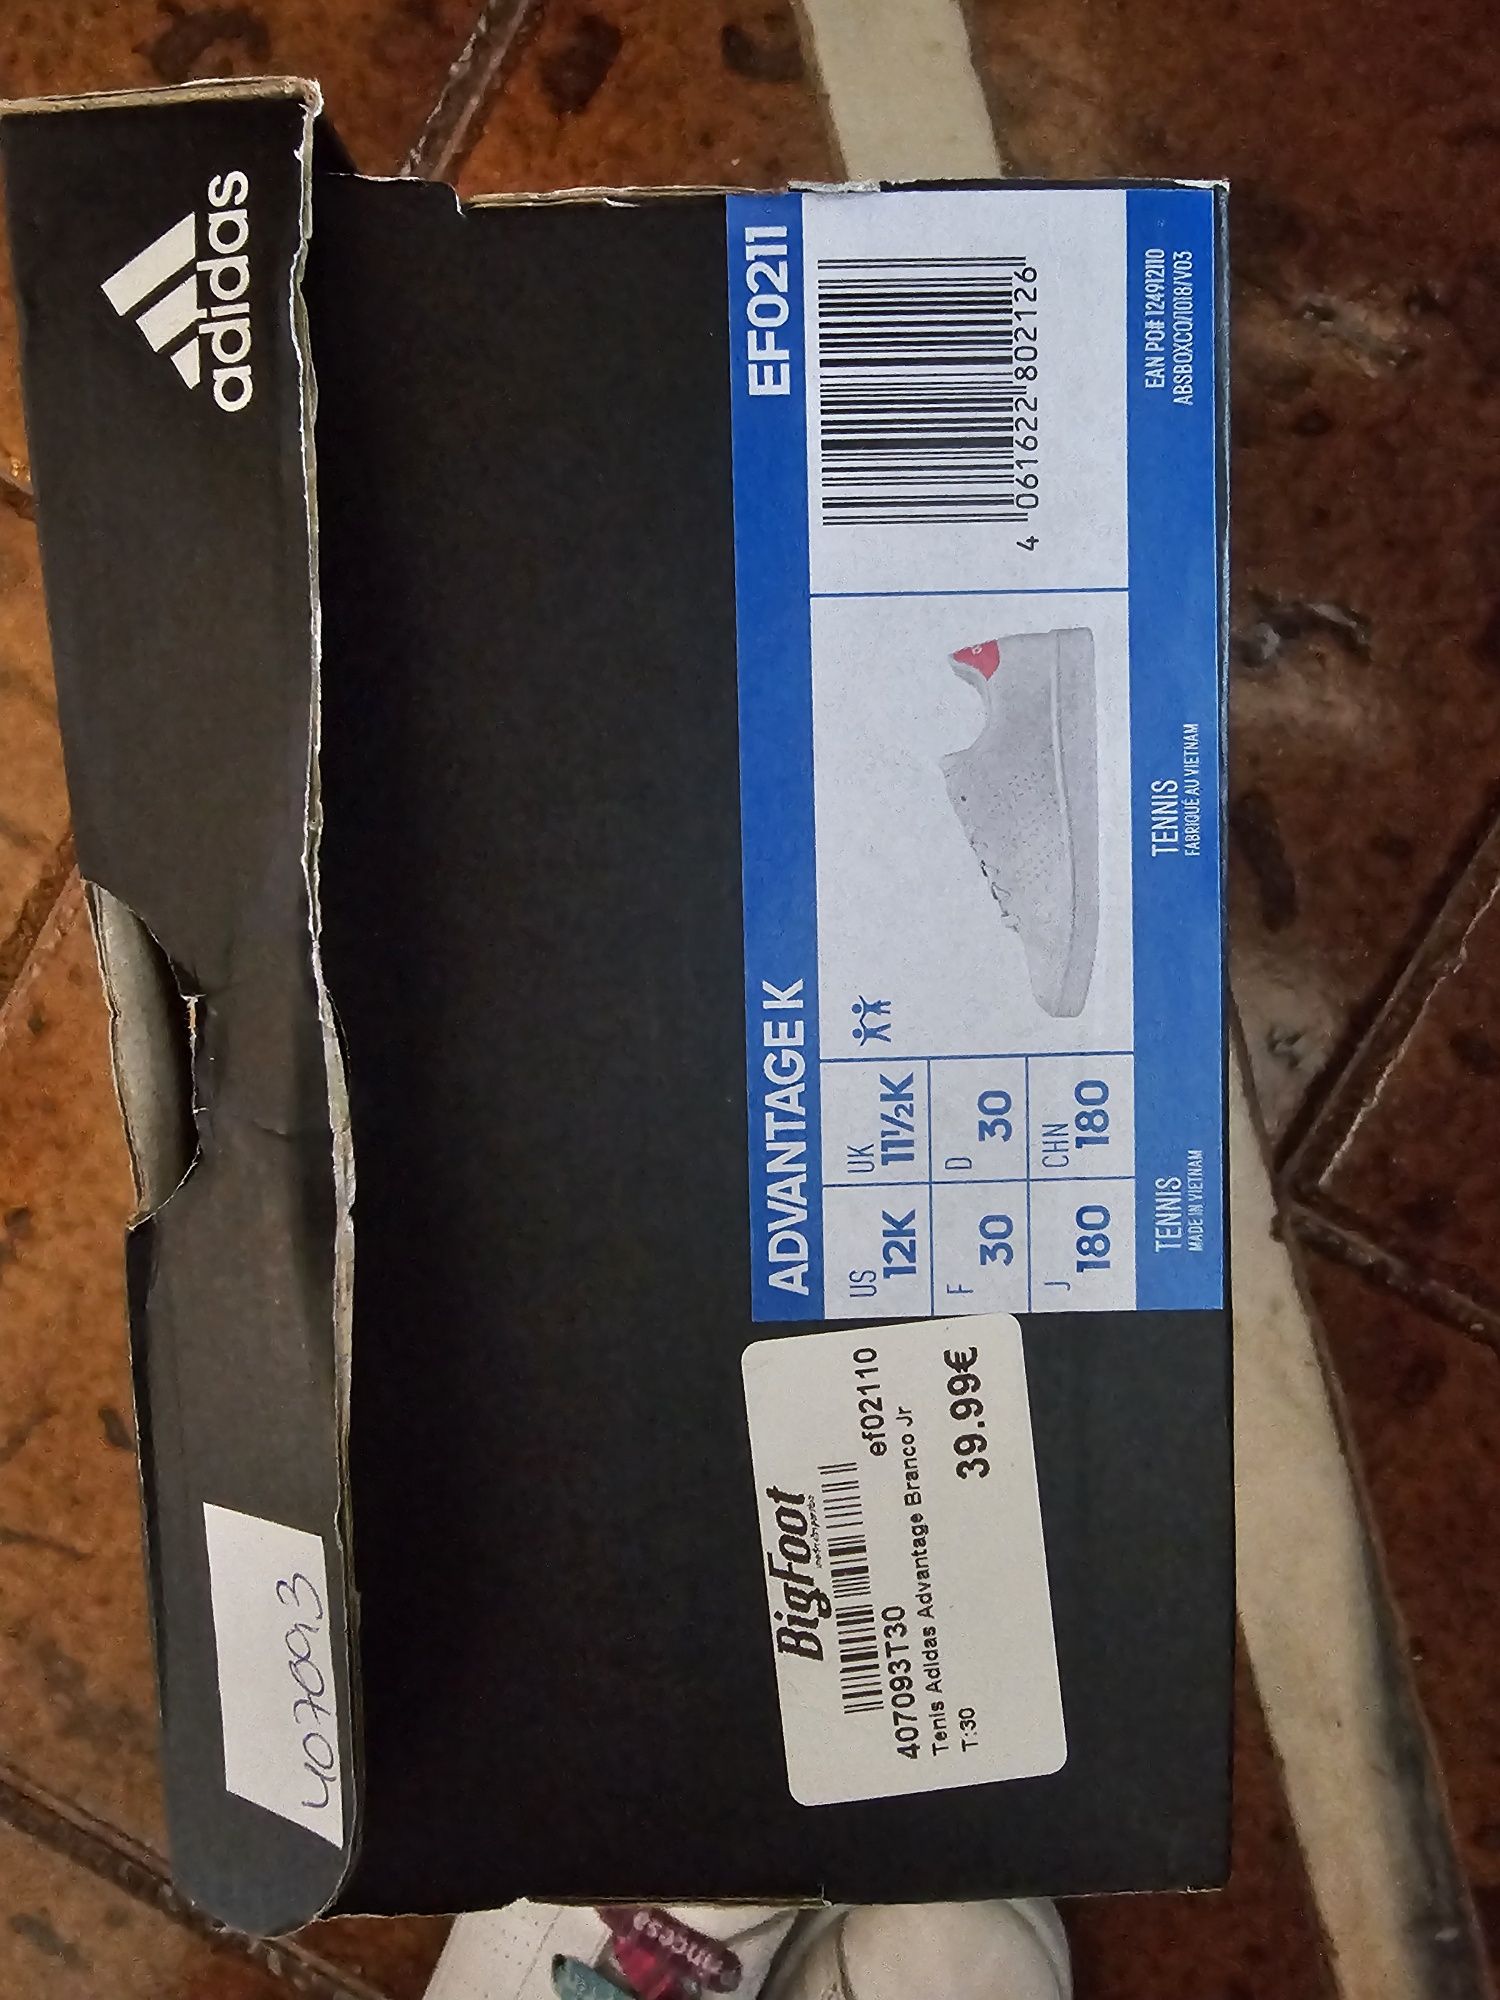 adidas
4070093
ADVANTAGE K
EF0211
US
12K
UK
11½K
F
30
D
30
J
180
CHN
180
4 061622 802126
TENNIS
MADE IN VIETNAM
TENNIS
FABRIQUÉ AU VIETNAM
EAN PO# 124912110
ABSBOXCO/1018/V03
BigFoot
ef02110
407093T30
Tenis Adidas Advantage Branco Jr
T:30
39.99€